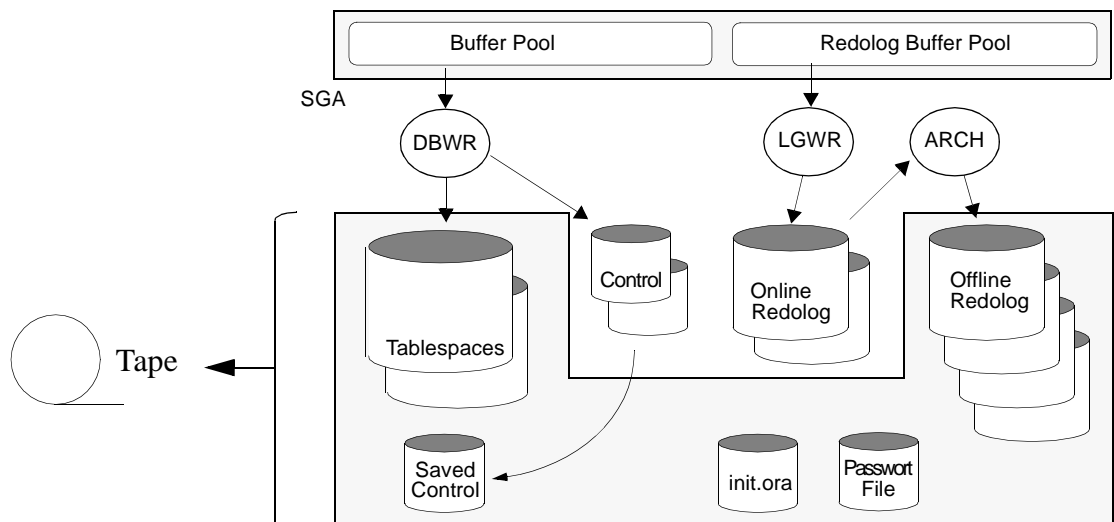 Buffer Pool
Redolog Buffer Pool
SGA
DBWR
LGWR
ARCH
Control
Online
Redolog
Offline
Redolog
Tablespaces
Tape
Saved
Control
init.ora
Passwort
File